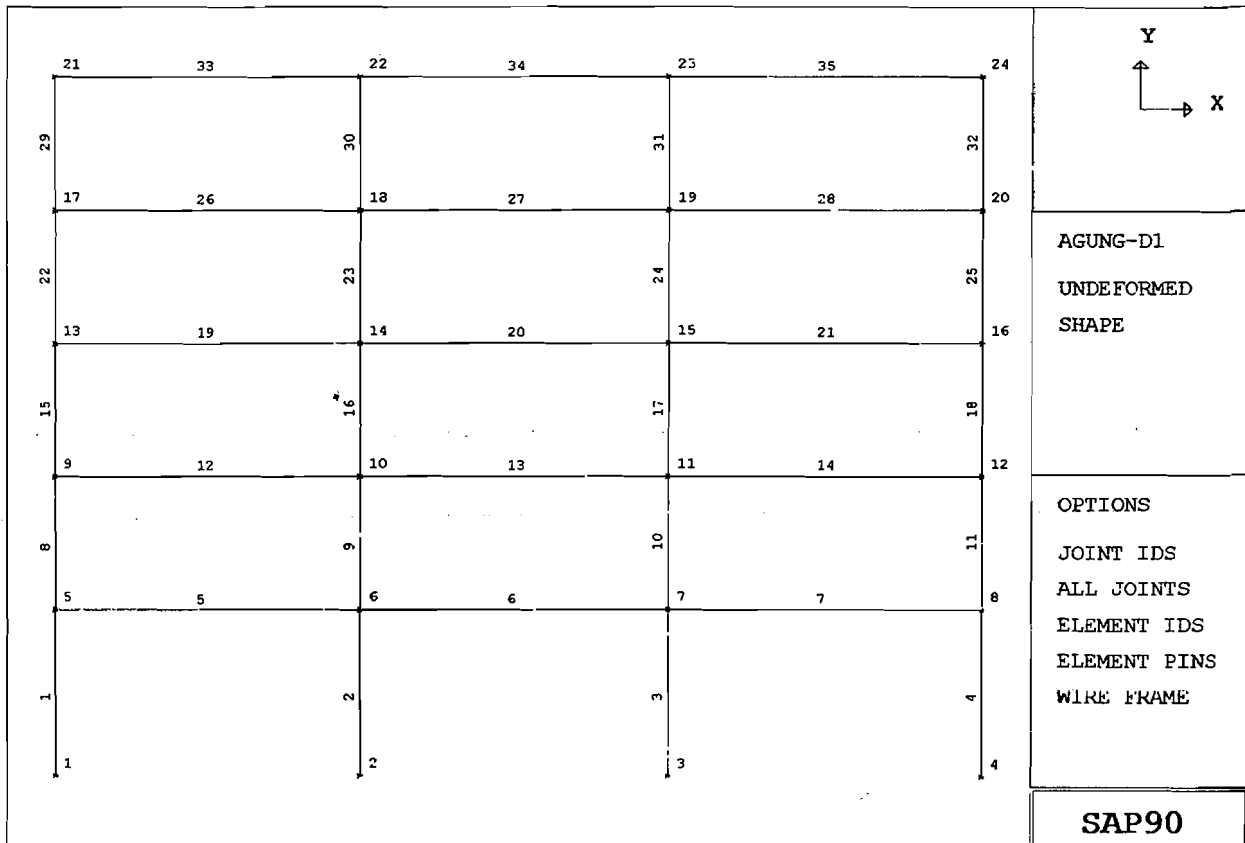 21 33 22 34 23 35 24
29 30 31 32
17 26 18 27 19 28 20
22 23 24 25
13 19 14 20 15 21 16
15 16 17 18
9 12 10 13 11 14 12
8 9 10 11
5 5 6 6 7 7 8
1 2 3 4
1 2 3 4
Y
X
AGUNG-D1
UNDEFORMED
SHAPE
OPTIONS
JOINT IDS
ALL JOINTS
ELEMENT IDS
ELEMENT PINS
WIRE FRAME
SAP90